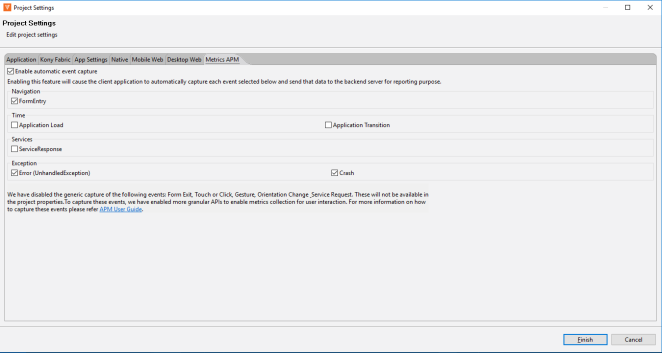 Project Settings
Project Settings
Edit project settings
Application Kony Fabric App Settings Native Mobile Web Desktop Web Metrics APM
Enable automatic event capture
Enabling this feature will cause the client application to automatically capture each event selected below and send that data to the backend server for reporting purpose.
Navigation
FormEntry
Time
Application Load Application Transition
Services
ServiceResponse
Exception
Error (UnhandledException) Crash
We have disabled the generic capture of the following events: Form Exit, Touch or Click, Gesture, Orientation Change ,Service Request. These will not be available in
the project properties.To capture these events, we have enabled more granular APIs to enable metrics collection for user interaction. For more information on how
to capture these events please refer APM User Guide.
Finish Cancel